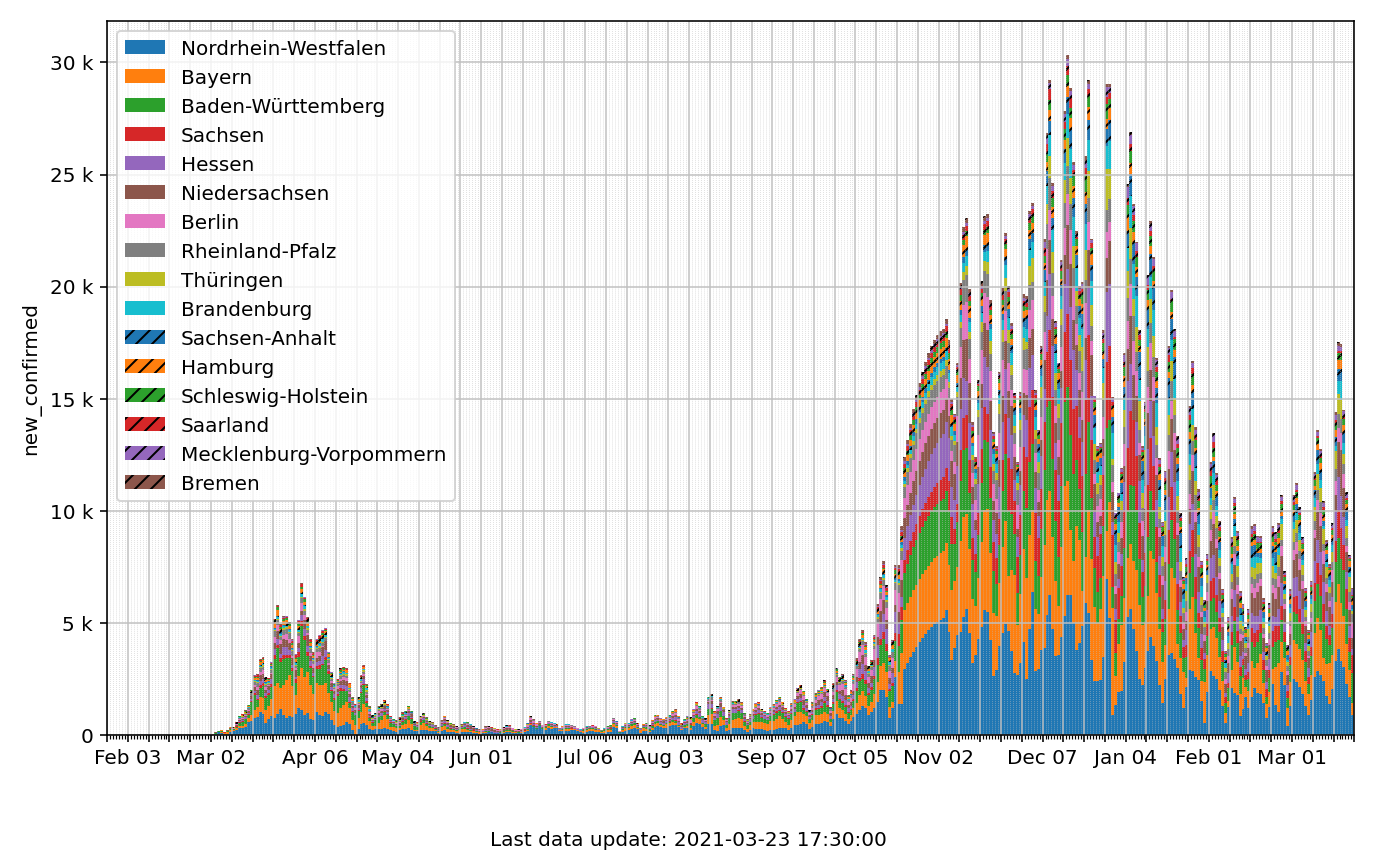 30 k
25 k
20 k
15 k
10 k
5 k
0
new_confirmed
Nordrhein-Westfalen
Bayern
Baden-Württemberg
Sachsen
Hessen
Niedersachsen
Berlin
Rheinland-Pfalz
Thüringen
Brandenburg
Sachsen-Anhalt
Hamburg
Schleswig-Holstein
Saarland
Mecklenburg-Vorpommern
Bremen
Feb 03 Mar 02 Apr 06 May 04 Jun 01 Jul 06 Aug 03 Sep 07 Oct 05 Nov 02 Dec 07 Jan 04 Feb 01 Mar 01
Last data update: 2021-03-23 17:30:00